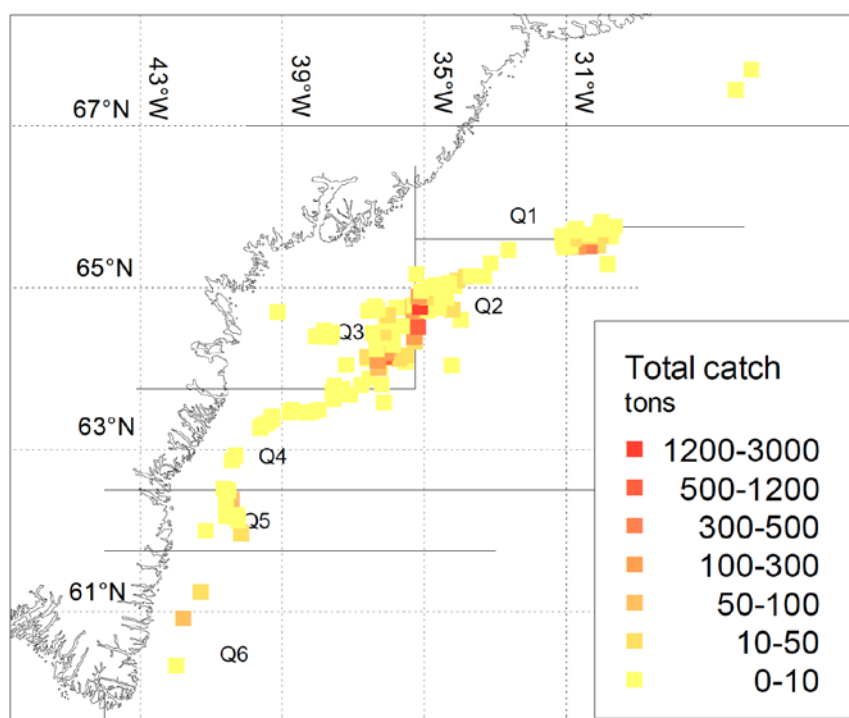 43°W
39°W
35°W
31°W
67°N
Q1
65°N
Q2
Q3
63°N
Q4
Q5
61°N
Q6
Total catch
tons
1200-3000
500-1200
300-500
100-300
50-100
10-50
0-10